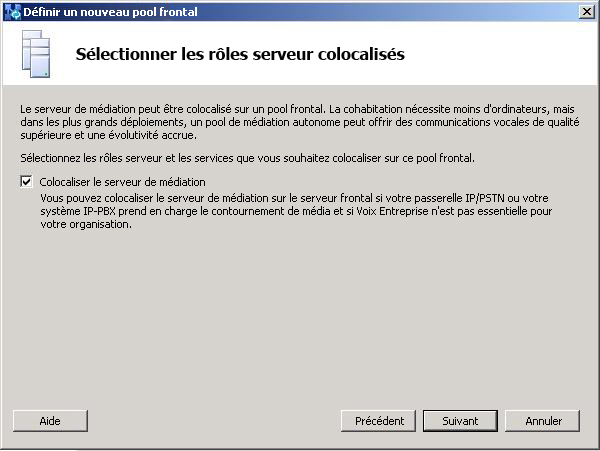 Définir un nouveau pool frontal
Sélectionner les rôles serveur colocalisés
Le serveur de médiation peut être colocalisé sur un pool frontal. La cohabitation nécessite moins d'ordinateurs, mais
dans les plus grands déploiements, un pool de médiation autonome peut offrir des communications vocales de qualité
supérieure et une évolutivité accrue.
Sélectionnez les rôles serveur et les services que vous souhaitez colocaliser sur ce pool frontal.
Colocaliser le serveur de médiation
Vous pouvez colocaliser le serveur de médiation sur le serveur frontal si votre passerelle IP/PSTN ou votre
système IP-PBX prend en charge le contournement de média et si Voix Entreprise n'est pas essentielle pour
votre organisation.
Aide
Précédent
Suivant
Annuler